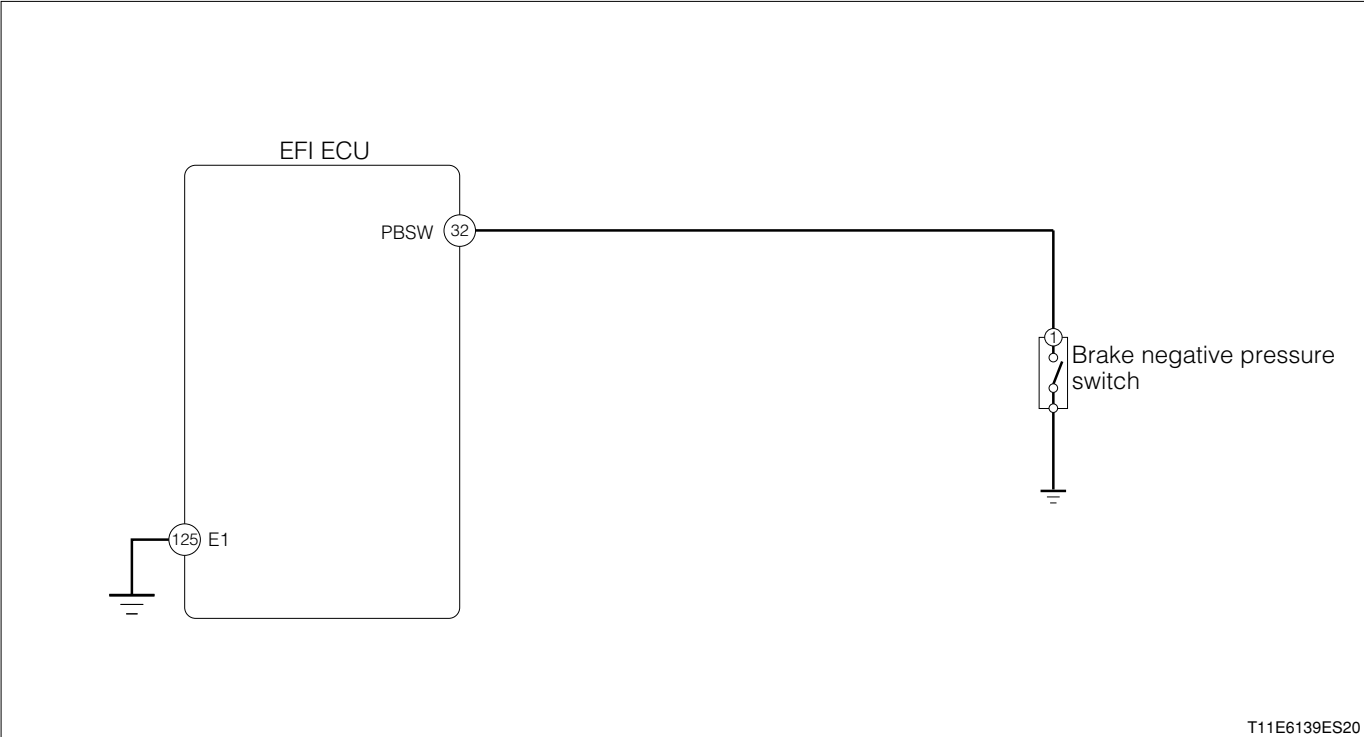 EFI ECU
PBSW 32
1
Brake negative pressure
switch
125 E1
T11E6139ES20